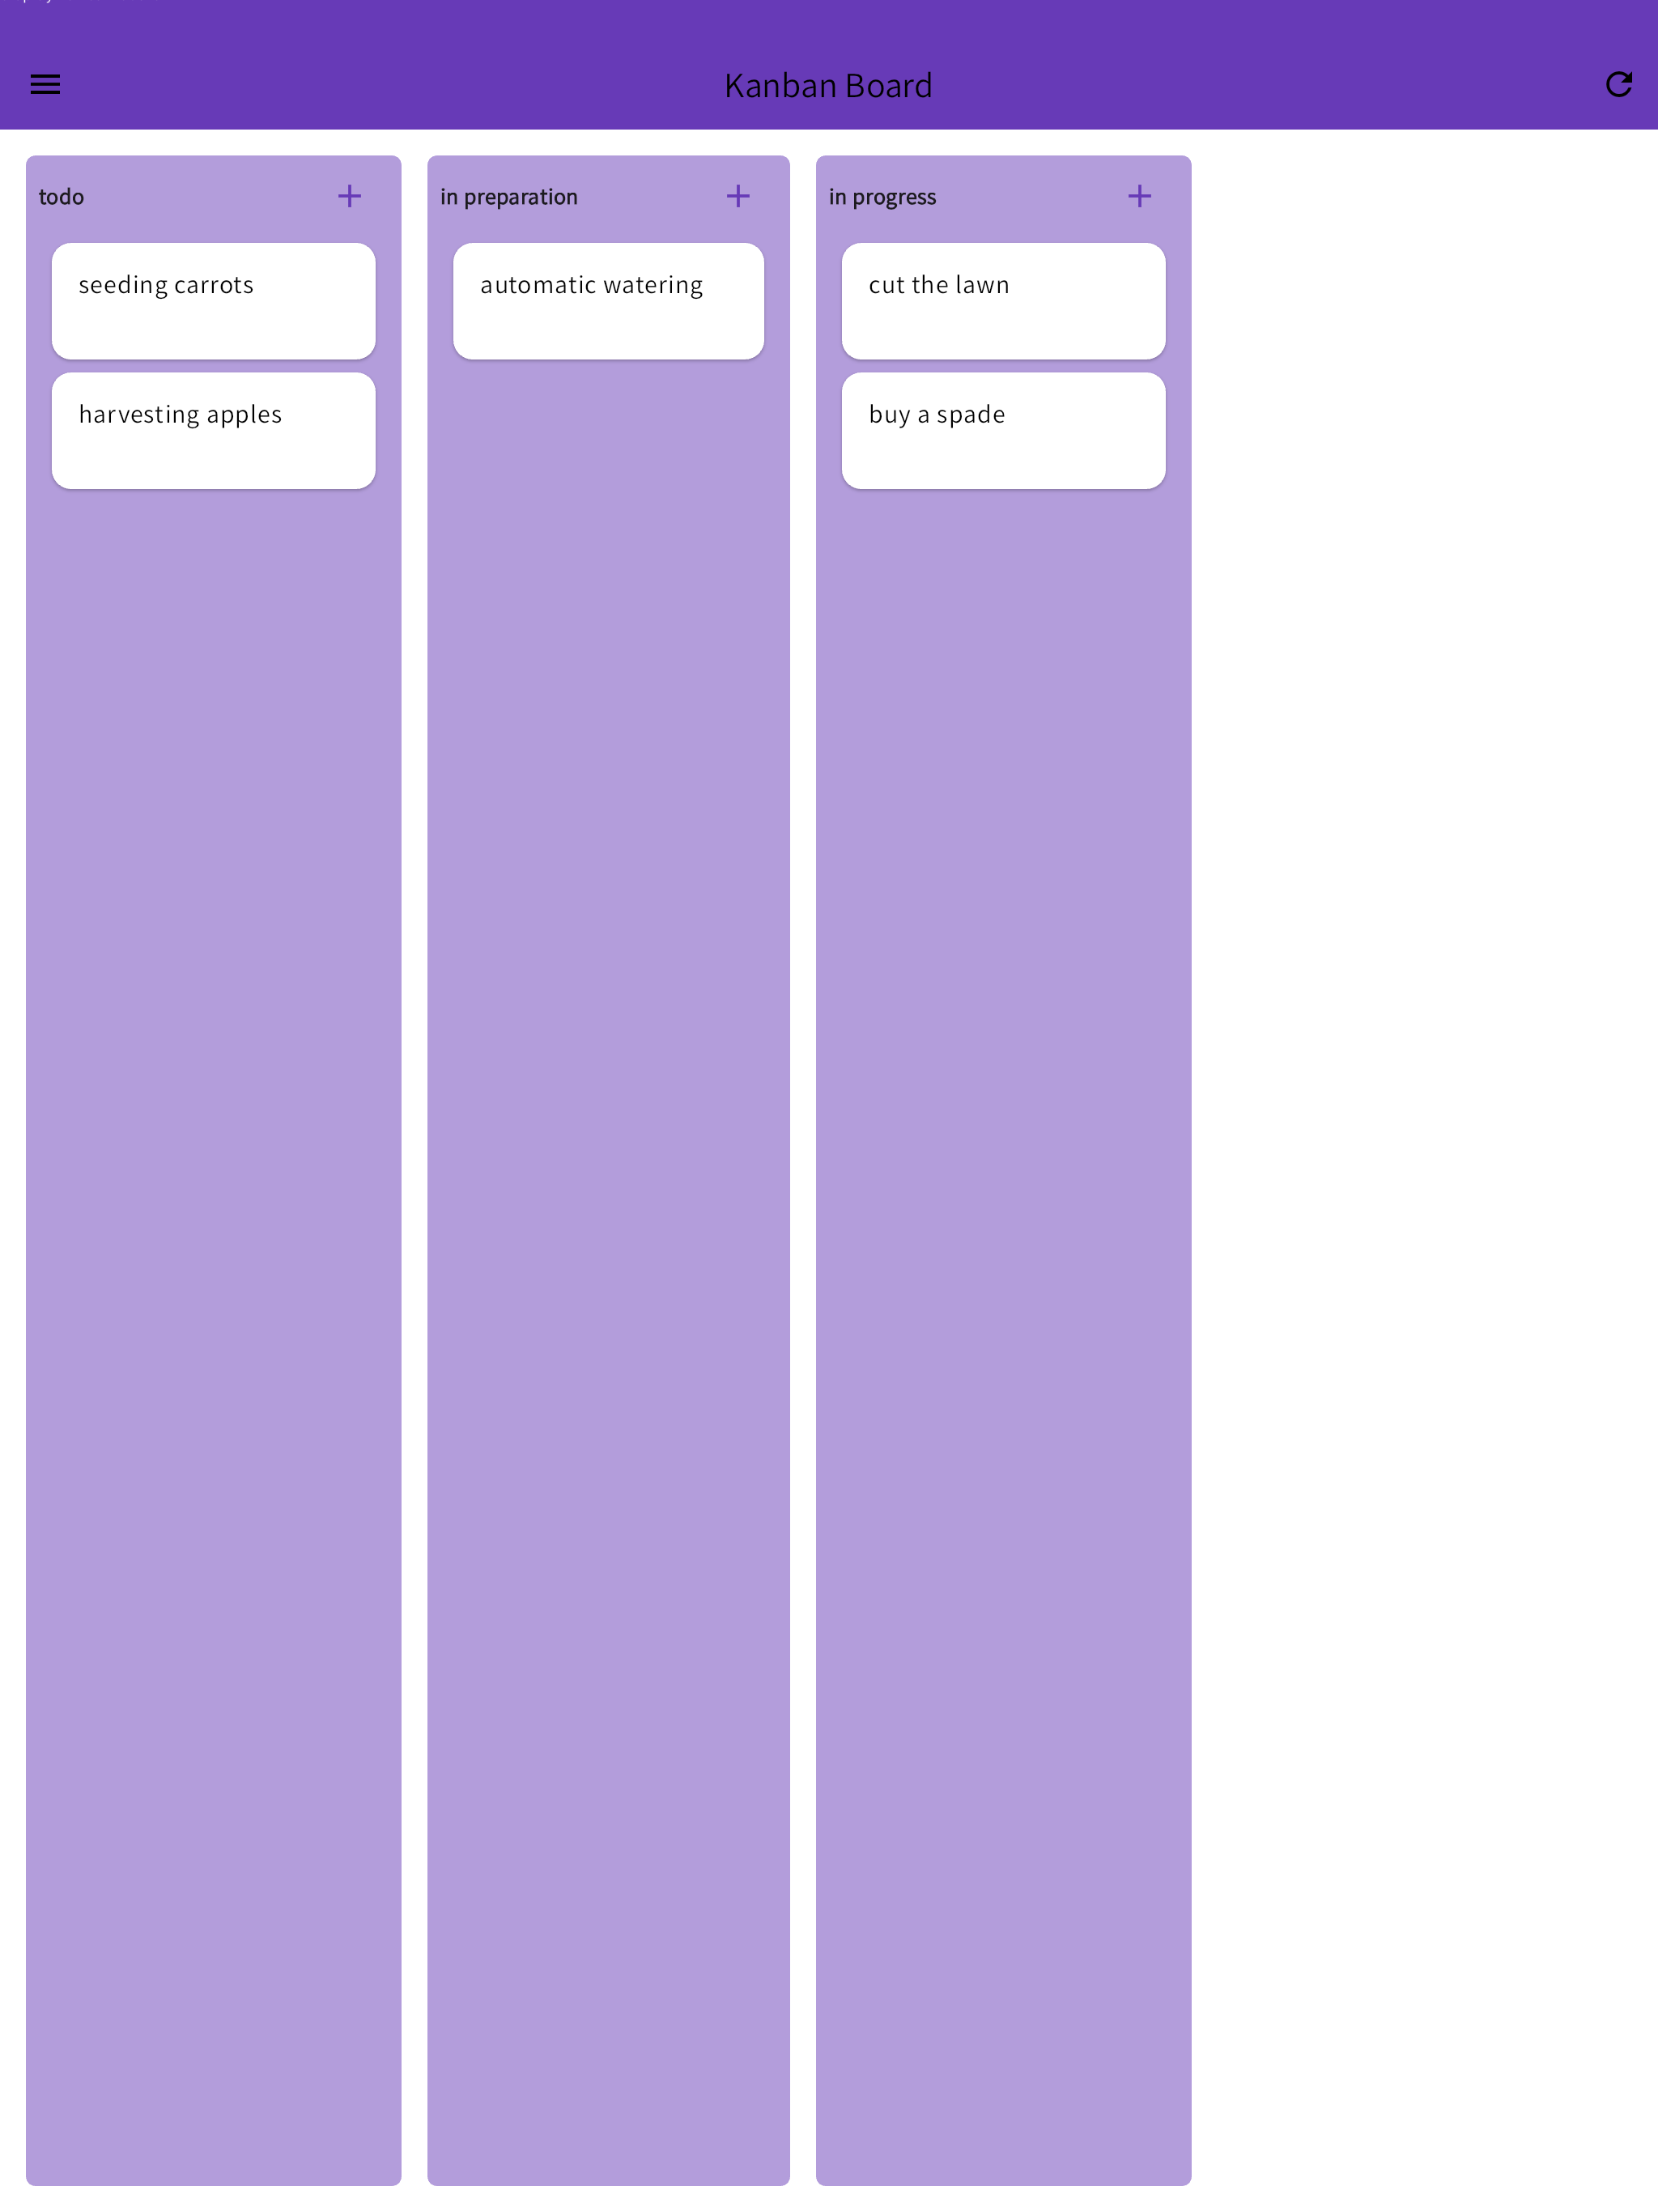 Kanban Board
todo
seeding carrots
harvesting apples
in preparation
automatic watering
in progress
cut the lawn
buy a spade